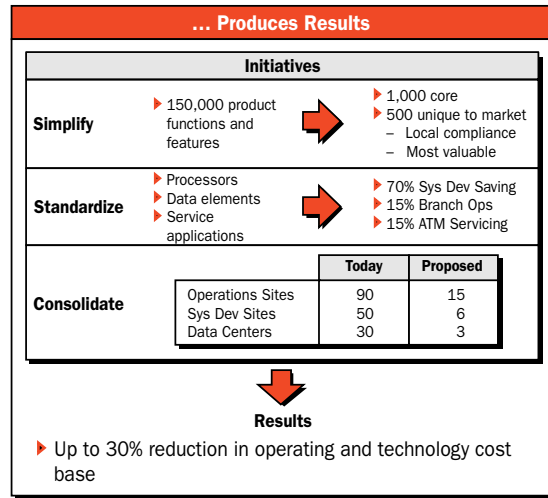 ... Produces Results
Initiatives
Simplify
150,000 product
functions and
features
1,000 core
500 unique to market
– Local compliance
– Most valuable
Standardize
Processors
Data elements
Service
applications
70% Sys Dev Saving
15% Branch Ops
15% ATM Servicing
Consolidate
Today Proposed
Operations Sites 90 15
Sys Dev Sites 50 6
Data Centers 30 3
Results
Up to 30% reduction in operating and technology cost
base